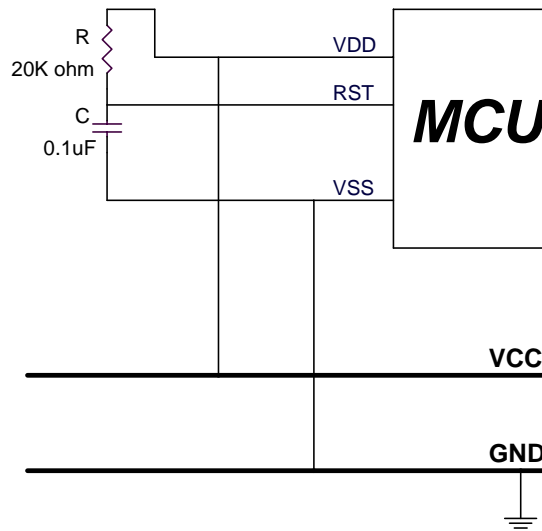 R
20K ohm
C
0.1uF
VDD
RST
VSS
MCU
VCC
GND